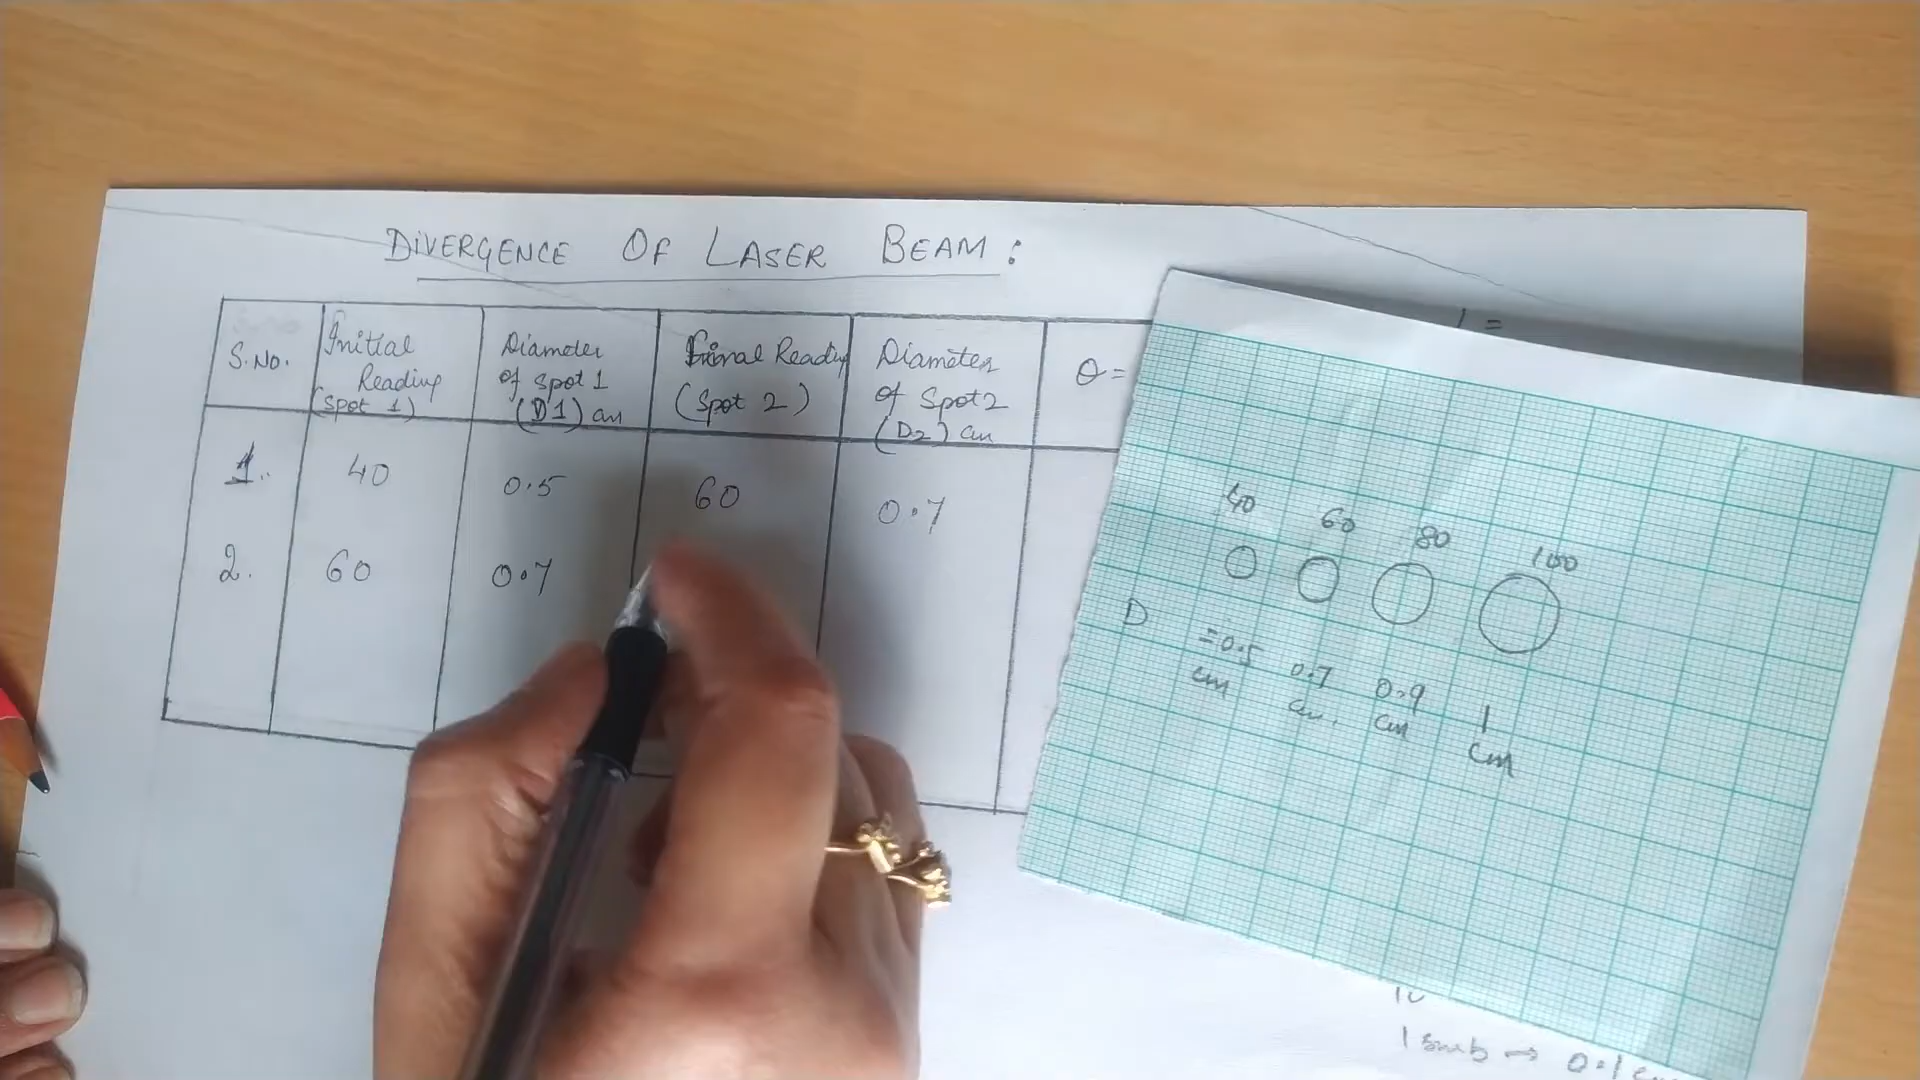 DIVERGENCE OF LASER BEAM:
S.No.
Initial
Reading
(Spot 1)
Diameter
of Spot 1
(D1) cm
Final Reading
(Spot 2)
Diameter
of Spot 2
(D2) cm
θ =
1. 40 0.5 60 0.7
2. 60 0.7
1 =
40 60 80 100
D = 0.5 0.7 0.9 1
cm cm. cm cm